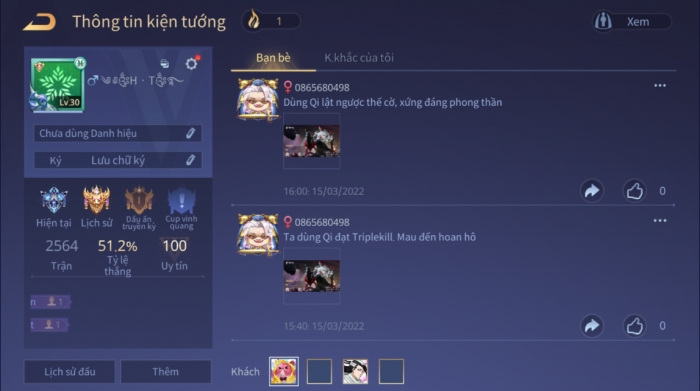 Thông tin kiện tướng
1
Xem
Bạn bè
K.khắc của tôi
Lv.30
Chưa dùng Danh hiệu
Ký Lưu chữ ký
Hiện tại
Lịch sử
Dấu ấn truyền kỳ
Cup vinh quang
2564
51.2%
100
Trận
Tỷ lệ thắng
Uy tín
n 1
t 1
Lịch sử đấu
Thêm
0865680498
Dùng Qi lật ngược thế cờ, xứng đáng phong thần
16:00 15/03/2022
0
0865680498
Ta dùng Qi đạt Triplekill. Mau đến hoan hô
15:40 15/03/2022
0
Khách